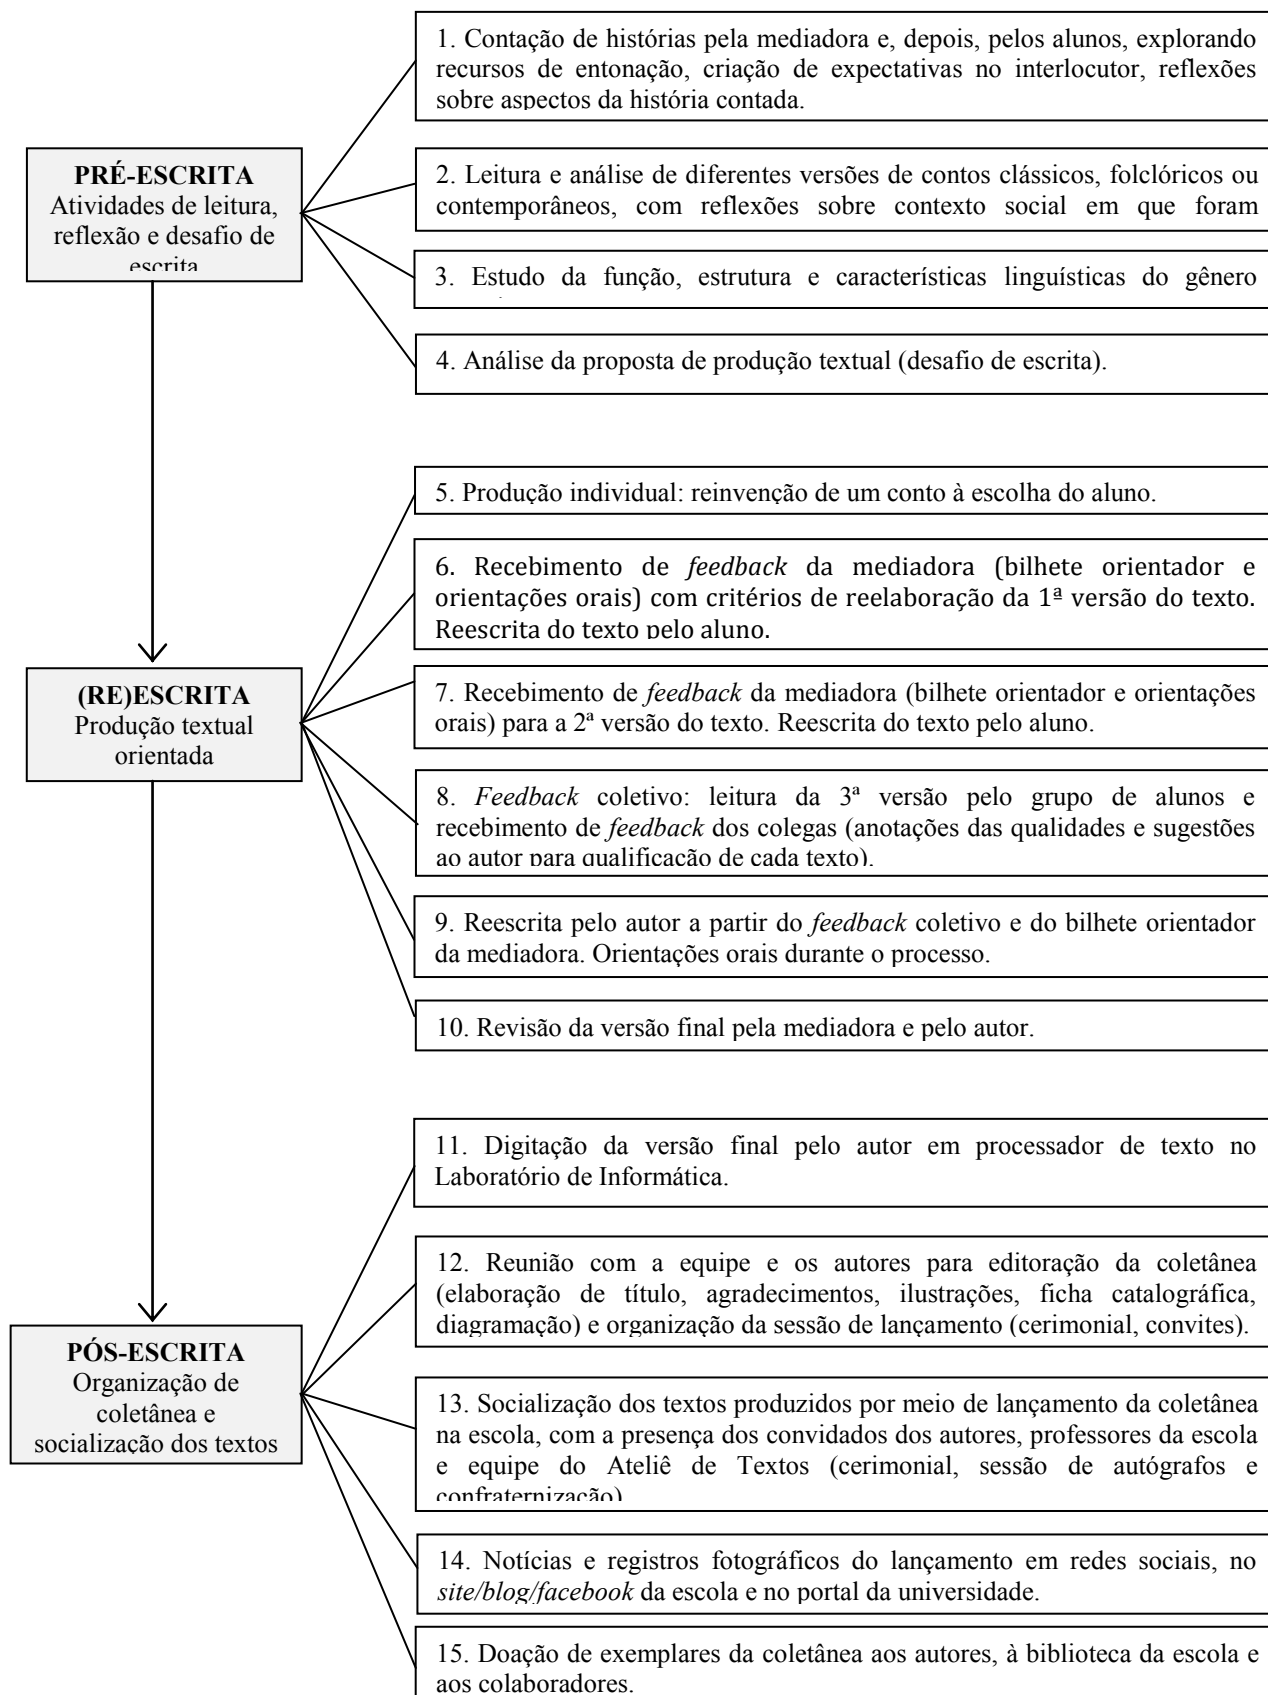 PRÉ-ESCRITA
Atividades de leitura,
reflexão e desafio de
escrita
1. Contação de histórias pela mediadora e, depois, pelos alunos, explorando
recursos de entonação, criação de expectativas no interlocutor, reflexões
sobre aspectos da história contada.
2. Leitura e análise de diferentes versões de contos clássicos, folclóricos ou
contemporâneos, com reflexões sobre contexto social em que foram
3. Estudo da função, estrutura e características linguísticas do gênero
4. Análise da proposta de produção textual (desafio de escrita).
(RE)ESCRITA
Produção textual
orientada
5. Produção individual: reinvenção de um conto à escolha do aluno.
6. Recebimento de feedback da mediadora (bilhete orientador e
orientações orais) com critérios de reelaboração da 1ª versão do texto.
Reescrita do texto pelo aluno.
7. Recebimento de feedback da mediadora (bilhete orientador e orientações
orais) para a 2ª versão do texto. Reescrita do texto pelo aluno.
8. Feedback coletivo: leitura da 3ª versão pelo grupo de alunos e
recebimento de feedback dos colegas (anotações das qualidades e sugestões
ao autor para qualificação de cada texto).
9. Reescrita pelo autor a partir do feedback coletivo e do bilhete orientador
da mediadora. Orientações orais durante o processo.
10. Revisão da versão final pela mediadora e pelo autor.
PÓS-ESCRITA
Organização de
coletânea e
socialização dos textos
11. Digitação da versão final pelo autor em processador de texto no
Laboratório de Informática.
12. Reunião com a equipe e os autores para editoração da coletânea
(elaboração de título, agradecimentos, ilustrações, ficha catalográfica,
diagramação) e organização da sessão de lançamento (cerimonial, convites).
13. Socialização dos textos produzidos por meio de lançamento da coletânea
na escola, com a presença dos convidados dos autores, professores da escola
e equipe do Ateliê de Textos (cerimonial, sessão de autógrafos e
confraternização)
14. Notícias e registros fotográficos do lançamento em redes sociais, no
site/blog/facebook da escola e no portal da universidade.
15. Doação de exemplares da coletânea aos autores, à biblioteca da escola e
aos colaboradores.